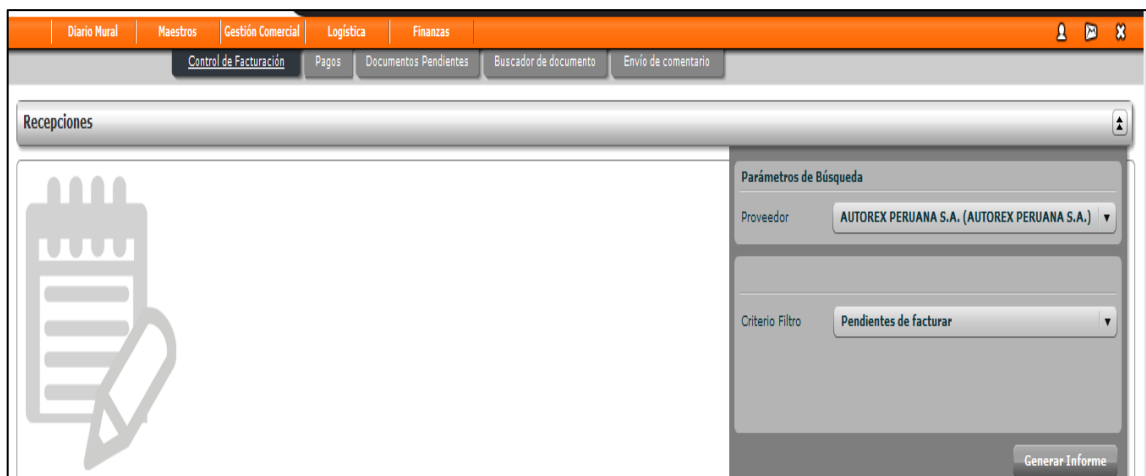 Diario Mural Maestros Gestión Comercial Logística Finanzas
Control de Facturación Pagos Documentos Pendientes Buscador de documento Envío de comentario
Recepciones
Parámetros de Búsqueda
Proveedor AUTOREX PERUANA S.A. (AUTOREX PERUANA S.A.)
Criterio Filtro Pendientes de facturar
Generar Informe